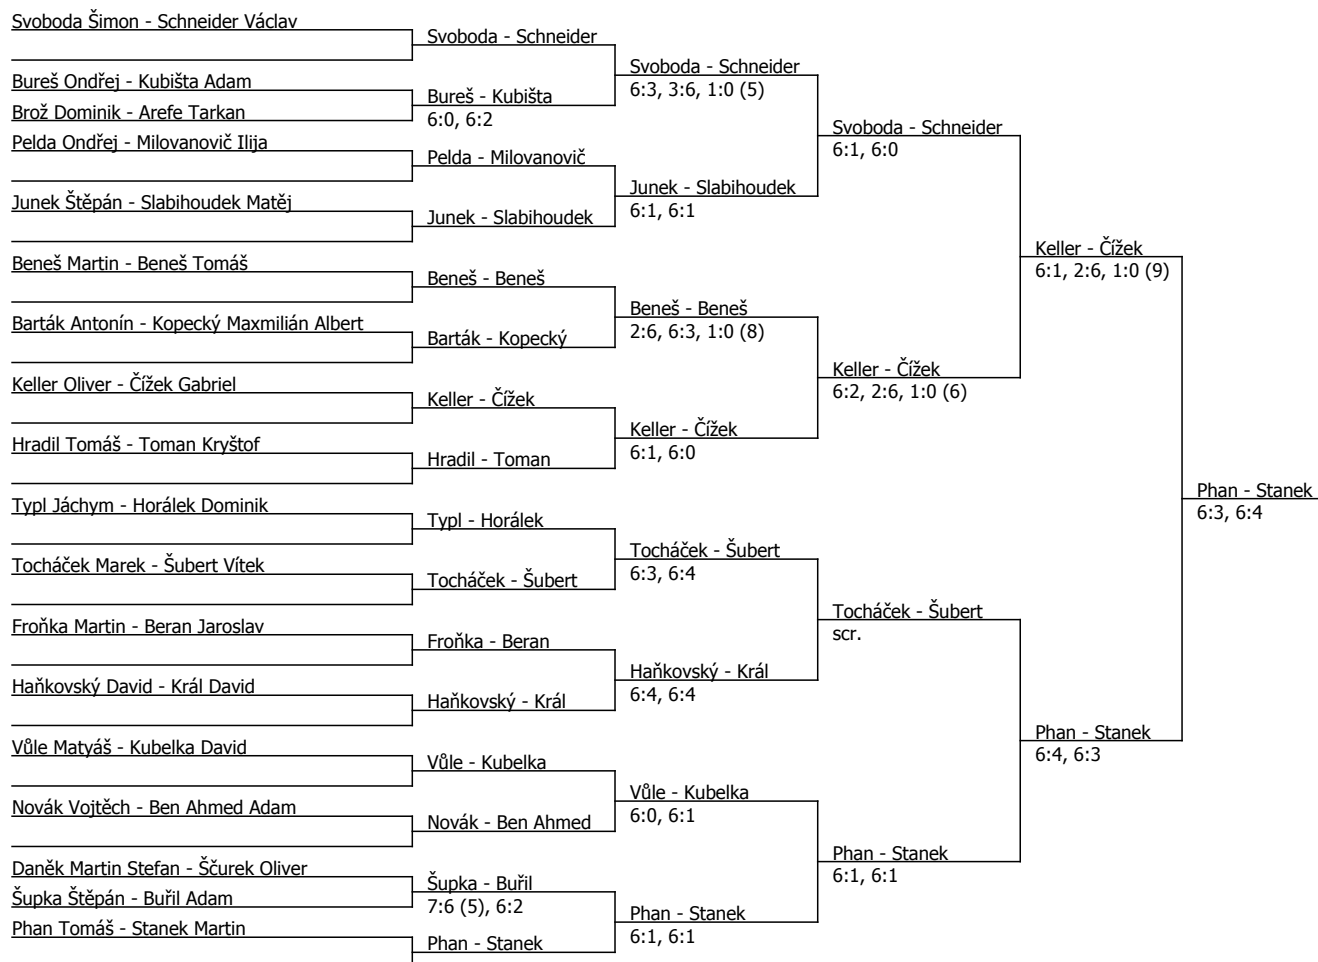 Svoboda Šimon - Schneider Václav
Svoboda - Schneider
Svoboda - Schneider
6:3, 3:6, 1:0 (5)
Bureš Ondřej - Kubišta Adam
Bureš - Kubišta
6:0, 6:2
Brož Dominik - Arefe Tarkan
Svoboda - Schneider
6:1, 6:0
Pelda Ondřej - Milovanovič Ilija
Pelda - Milovanovič
Junek - Slabihoudek
6:1, 6:1
Junek Štěpán - Slabihoudek Matěj
Junek - Slabihoudek
Keller - Čížek
6:1, 2:6, 1:0 (9)
Beneš Martin - Beneš Tomáš
Beneš - Beneš
Beneš - Beneš
2:6, 6:3, 1:0 (8)
Barták Antonín - Kopecký Maxmilián Albert
Barták - Kopecký
Keller - Čížek
6:2, 2:6, 1:0 (6)
Keller Oliver - Čížek Gabriel
Keller - Čížek
Keller - Čížek
6:1, 6:0
Hradil Tomáš - Toman Kryštof
Hradil - Toman
Phan - Stanek
6:3, 6:4
Typl Jáchym - Horálek Dominik
Typl - Horálek
Tocháček - Šubert
6:3, 6:4
Tocháček Marek - Šubert Vítek
Tocháček - Šubert
Tocháček - Šubert
scr.
Froňka Martin - Beran Jaroslav
Froňka - Beran
Haňkovský - Král
6:4, 6:4
Haňkovský David - Král David
Haňkovský - Král
Phan - Stanek
6:4, 6:3
Vůle Matyáš - Kubelka David
Vůle - Kubelka
Vůle - Kubelka
6:0, 6:1
Novák Vojtěch - Ben Ahmed Adam
Novák - Ben Ahmed
Phan - Stanek
6:1, 6:1
Daněk Martin Stefan - Ščurek Oliver
Šupka - Buřil
7:6 (5), 6:2
Šupka Štěpán - Buřil Adam
Phan - Stanek
6:1, 6:1
Phan Tomáš - Stanek Martin
Phan - Stanek